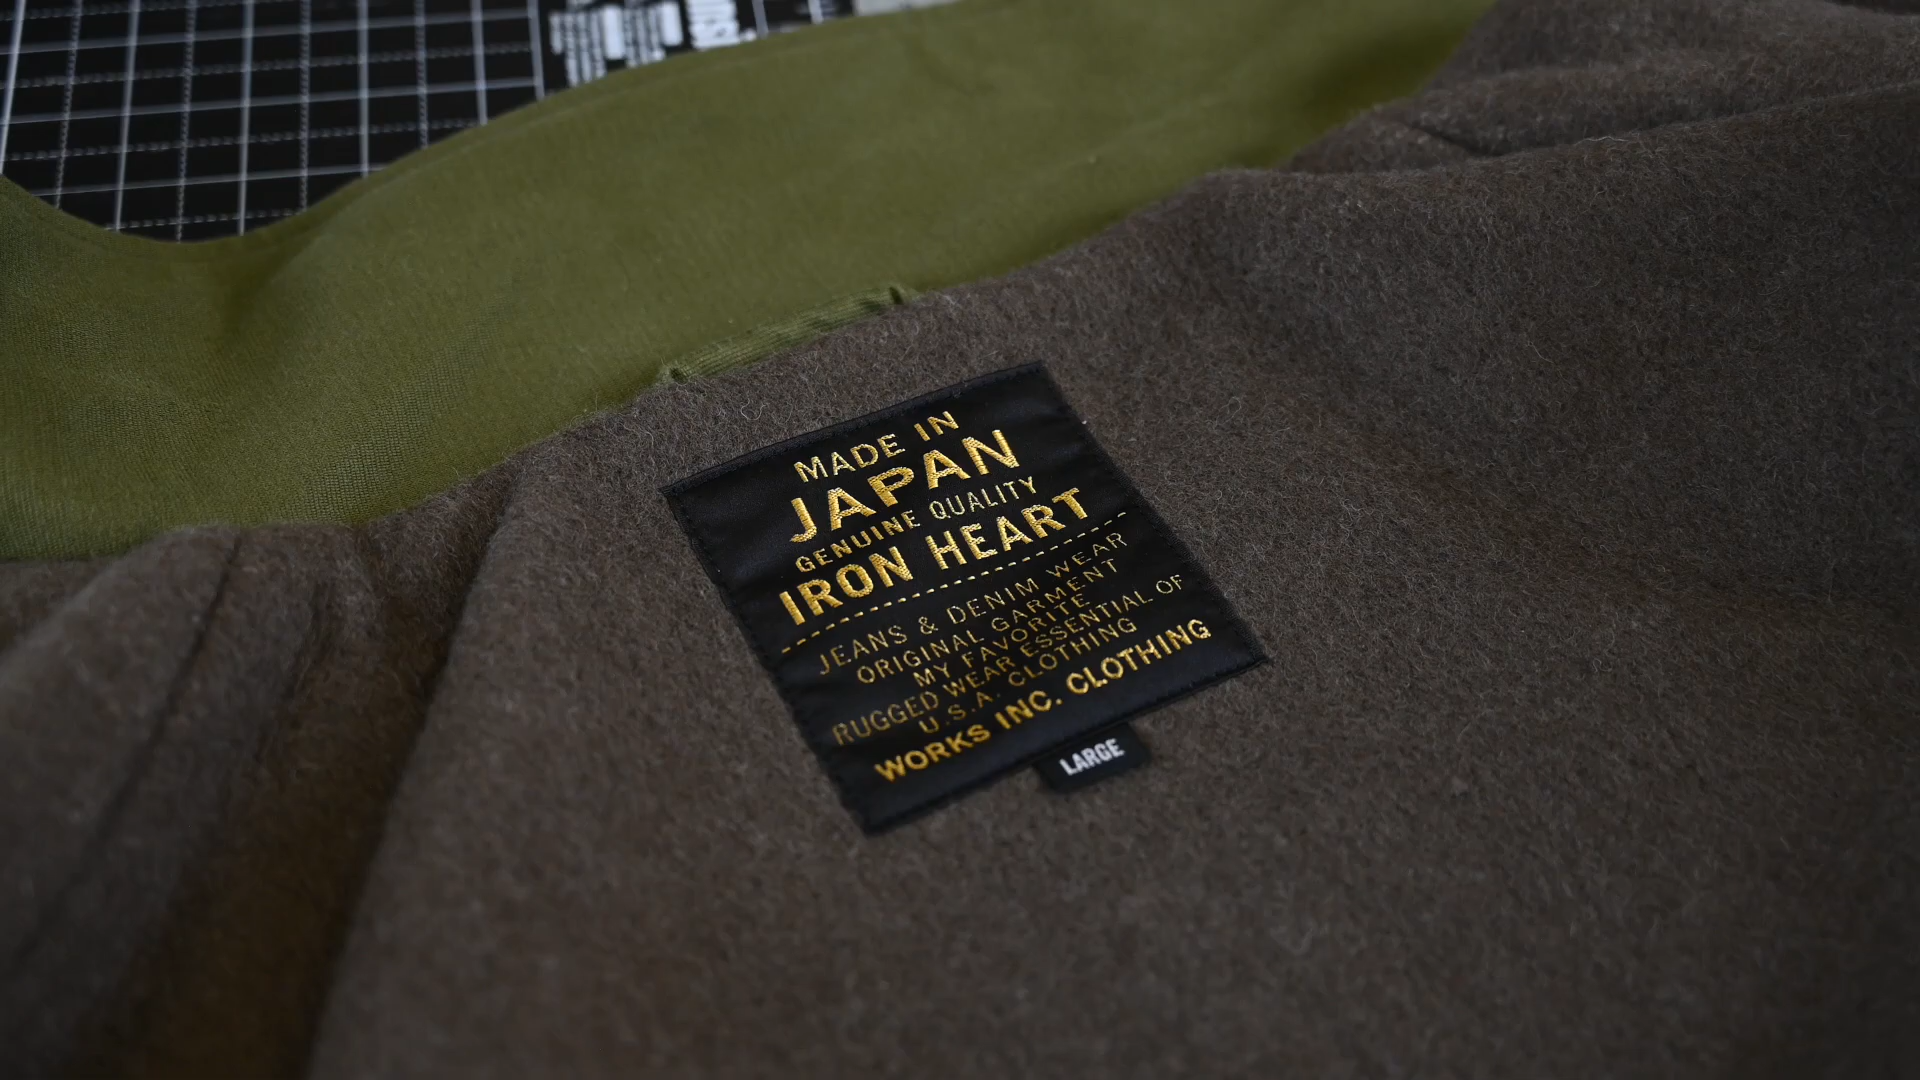 MADE IN
JAPAN
GENUINE QUALITY
IRON HEART
JEANS & DENIM WEAR
ORIGINAL GARMENT
MY FAVORITE
RUGGED WEAR ESSENTIAL OF
U.S.A. CLOTHING
WORKS INC. CLOTHING
LARGE